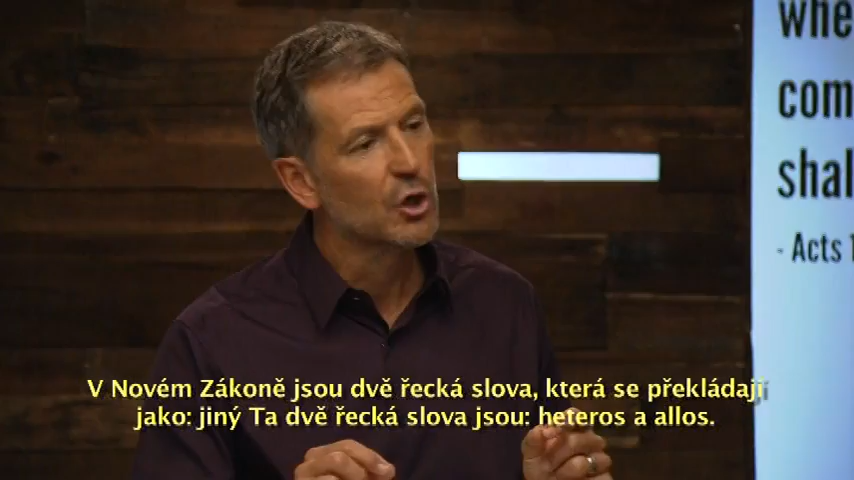 whe
com
shal
- Acts 1
V Novém Zákoně jsou dvě řecká slova, která se překládají
jako: jiný Ta dvě řecká slova jsou: heteros a allos.